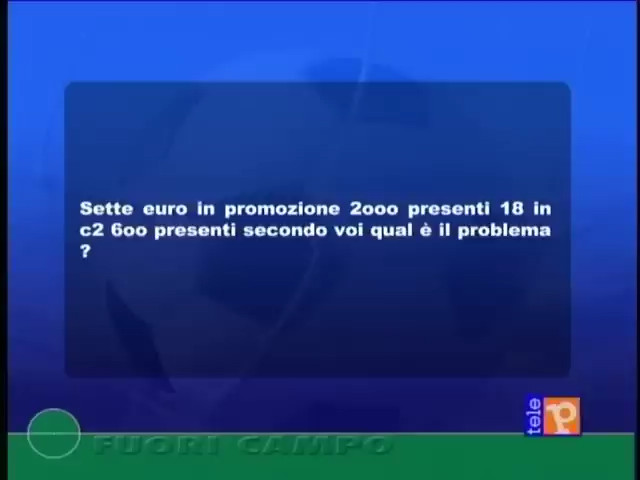 Sette euro in promozione 2ooo presenti 18 in
c2 6oo presenti secondo voi qual è il problema
?
tele p
FUORI CAMPO